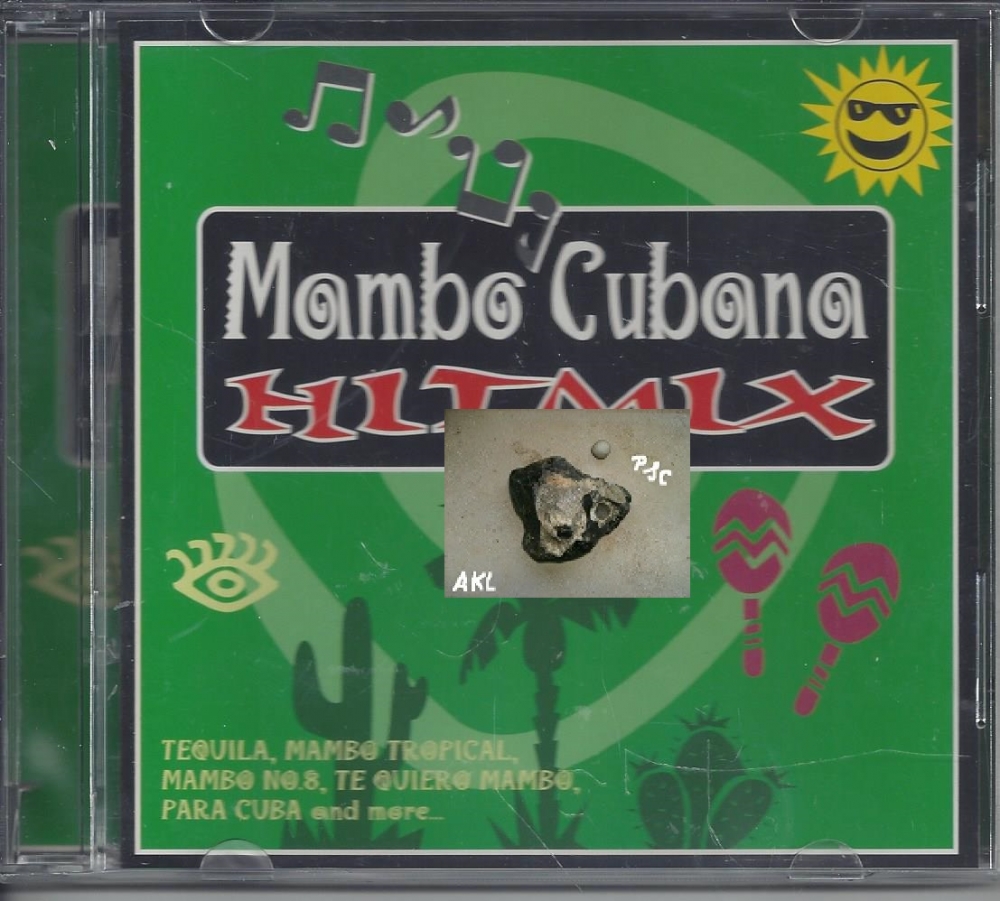 Mambo Cubana
HITMIX
PSC
AKL
TEQUILA, MAMBO TROPICAL,
MAMBO NO.8, TE QUIERO MAMBO,
PARA CUBA and more...